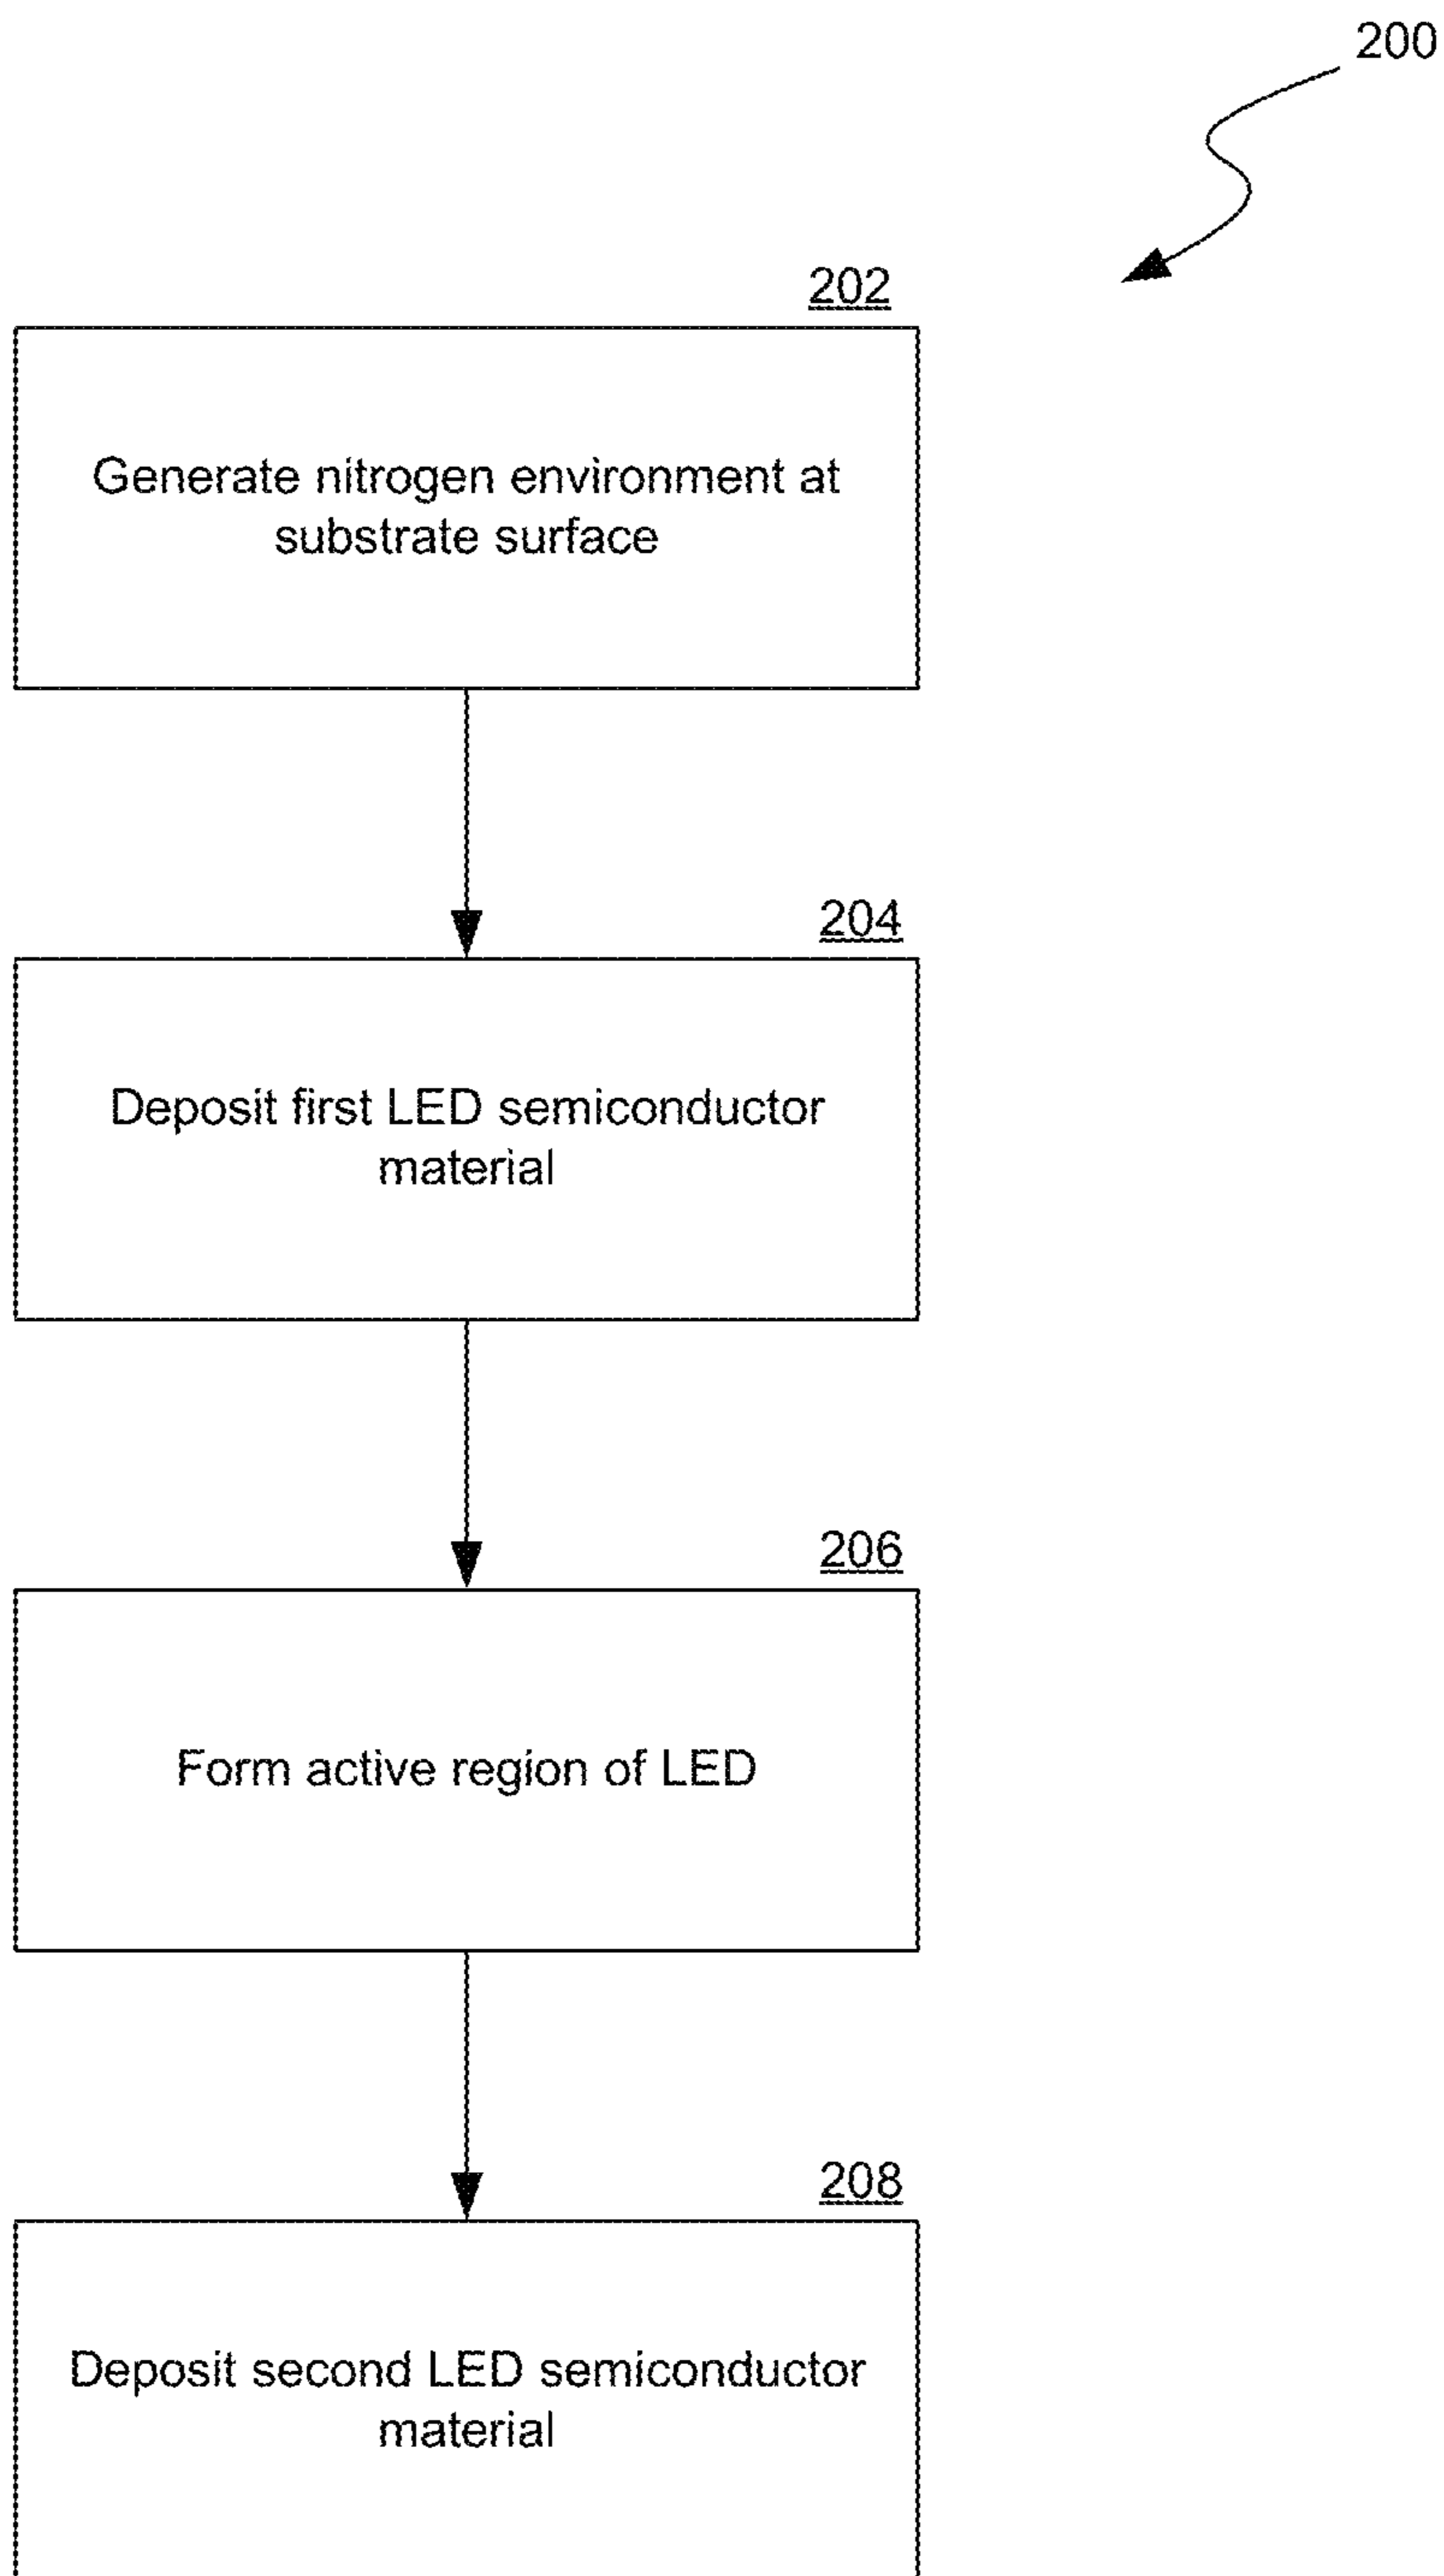 200
202
Generate nitrogen environment at
substrate surface
204
Deposit first LED semiconductor
material
206
Form active region of LED
208
Deposit second LED semiconductor
material